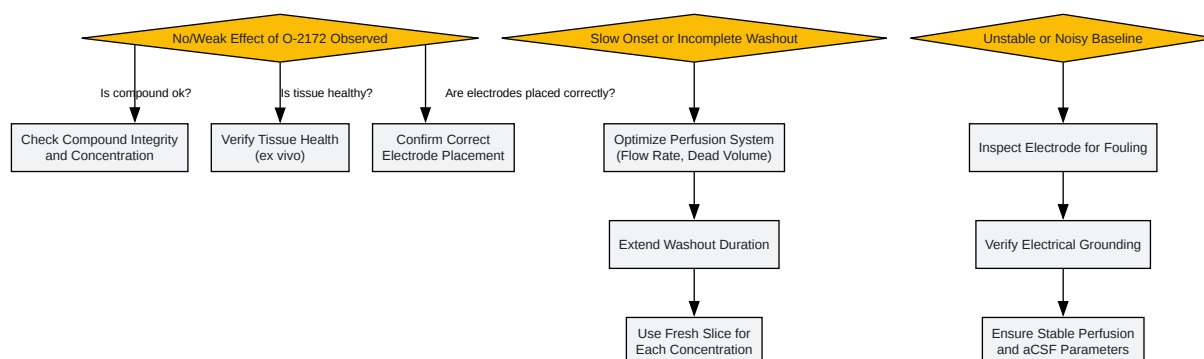 No/Weak Effect of O-2172 Observed
Is compound ok?
Is tissue healthy?
Are electrodes placed correctly?
Check Compound Integrity
and Concentration
Verify Tissue Health
(ex vivo)
Confirm Correct
Electrode Placement
Slow Onset or Incomplete Washout
Optimize Perfusion System
(Flow Rate, Dead Volume)
Extend Washout Duration
Use Fresh Slice for
Each Concentration
Unstable or Noisy Baseline
Inspect Electrode for Fouling
Verify Electrical Grounding
Ensure Stable Perfusion
and aCSF Parameters